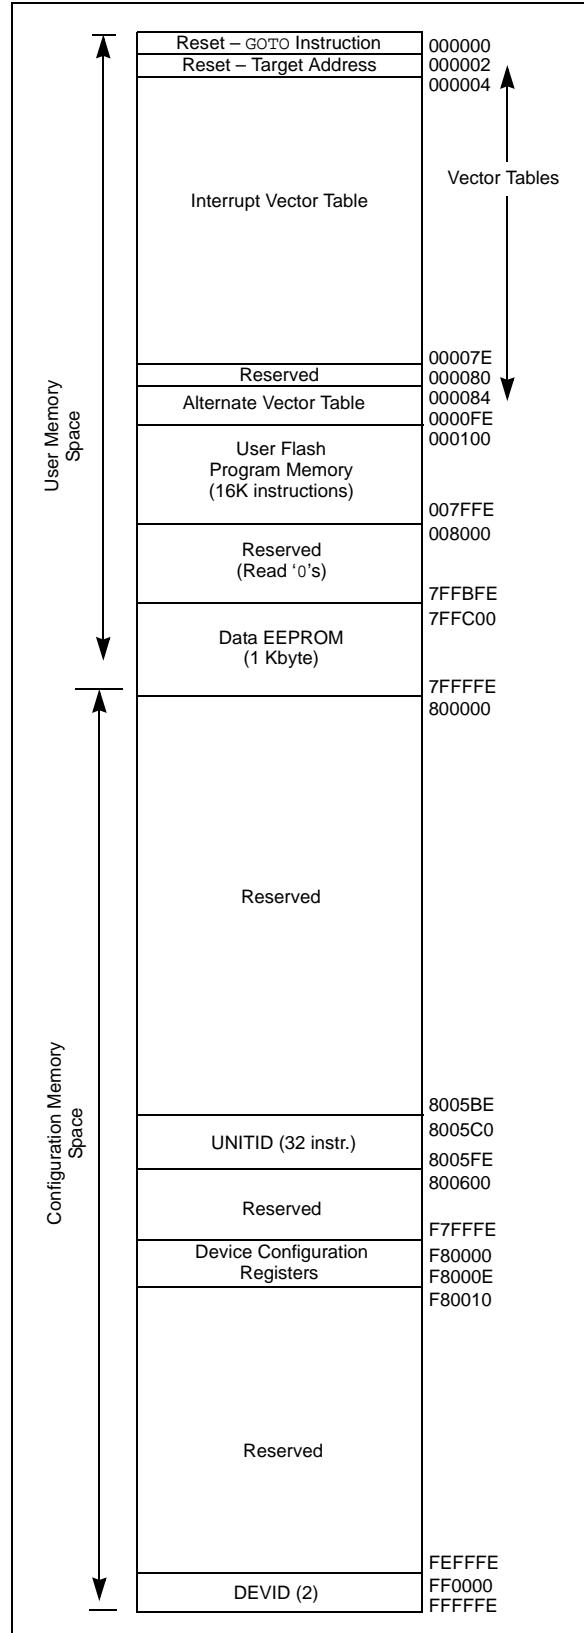 Reset – GOTO Instruction
000000
Reset – Target Address
000002
000004
Interrupt Vector Table
Vector Tables
00007E
Reserved
000080
000084
Alternate Vector Table
0000FE
000100
User Flash
Program Memory
(16K instructions)
007FFE
008000
Reserved
(Read ‘0’s)
7FFBFE
7FFC00
Data EEPROM
(1 Kbyte)
7FFFFE
User Memory
Space
800000
Reserved
8005BE
8005C0
UNITID (32 instr.)
8005FE
800600
Reserved
F7FFFE
Device Configuration
Registers
F80000
F8000E
F80010
Reserved
FEFFFE
FF0000
DEVID (2)
FFFFFE
Configuration Memory
Space